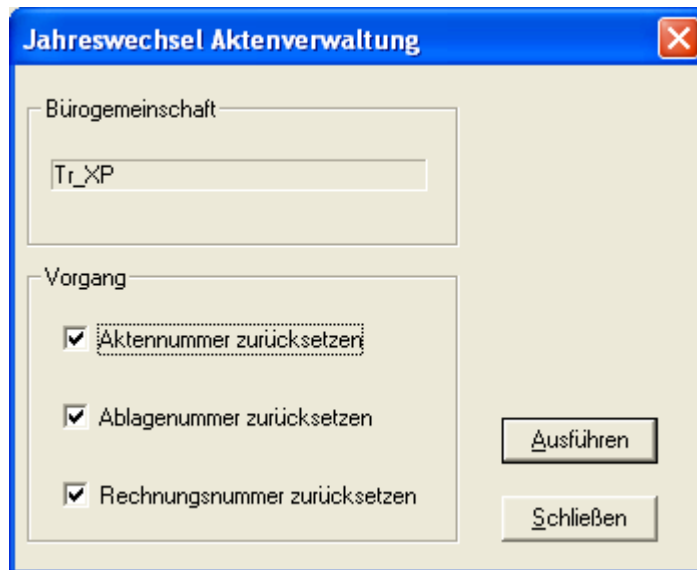 Jahreswechsel Aktenverwaltung
Bürogemeinschaft
Tr_XP
Vorgang
Aktennummer zurücksetzen
Ablagenummer zurücksetzen
Rechnungsnummer zurücksetzen
Ausführen
Schließen